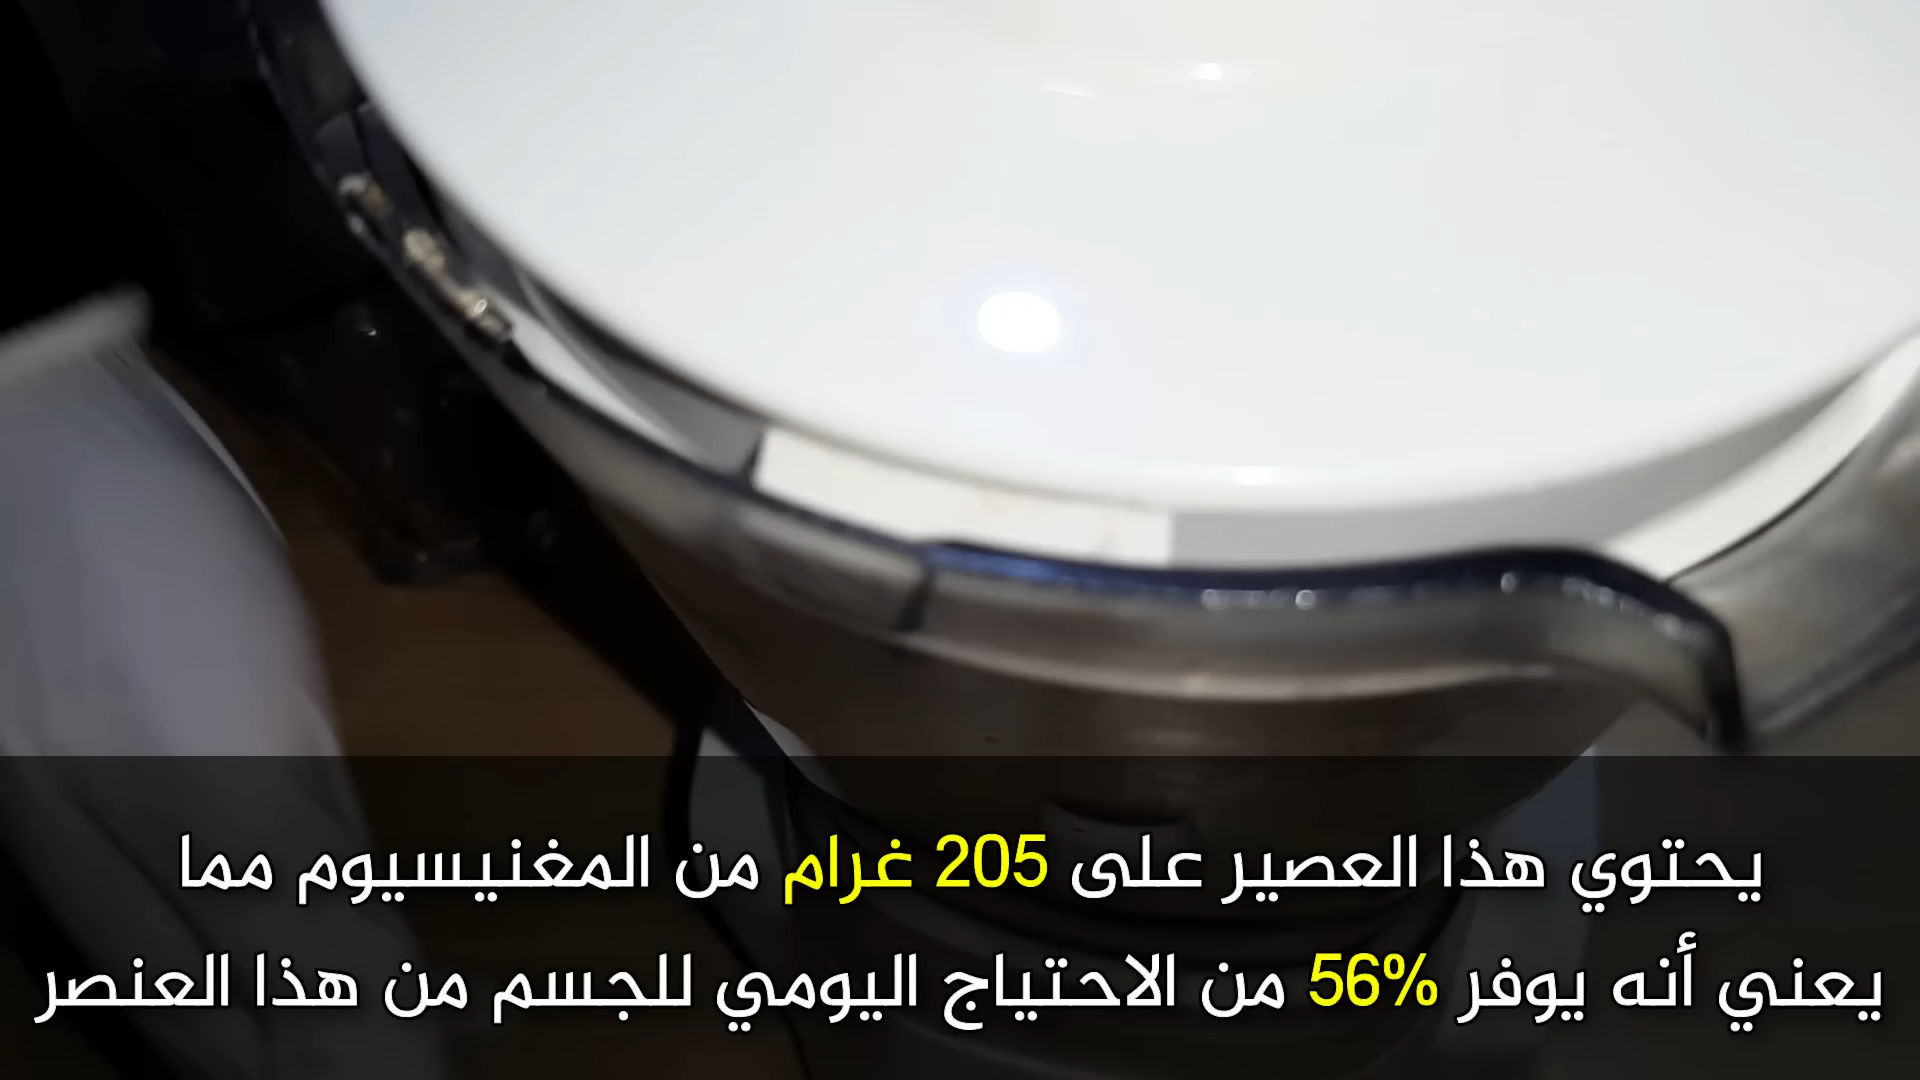 يحتوي هذا العصير على 205 غرام من المغنيسيوم مما
يعني أنه يوفر 56% من الاحتياج اليومي للجسم من هذا العنصر